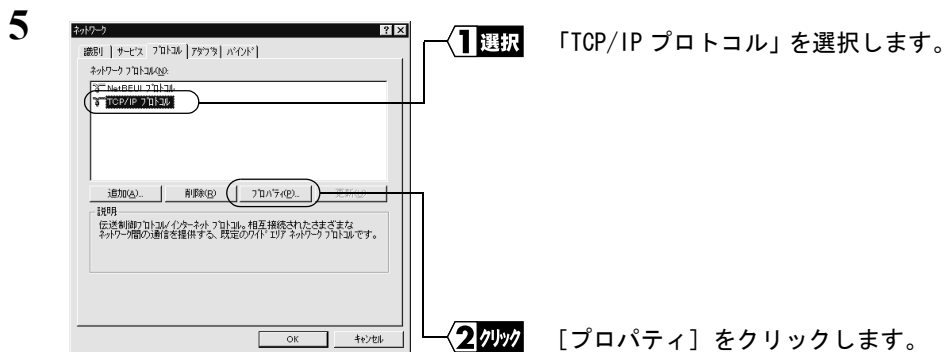 5
ネットワーク
識別 サービス プロトコル アダプタ バインド
ネットワーク プロトコル(N):
NetBEUI プロトコル
TCP/IP プロトコル
追加(A)... 削除(R) プロパティ(P)... 更新(U)
説明
伝送制御プロトコル/インターネット プロトコル。相互接続されたさまざまな
ネットワーク間の通信を提供する、既定のワイド エリア ネットワーク プロトコルです。
OK キャンセル
1 選択 「TCP/IP プロトコル」を選択します。
2 クリック [プロパティ] をクリックします。